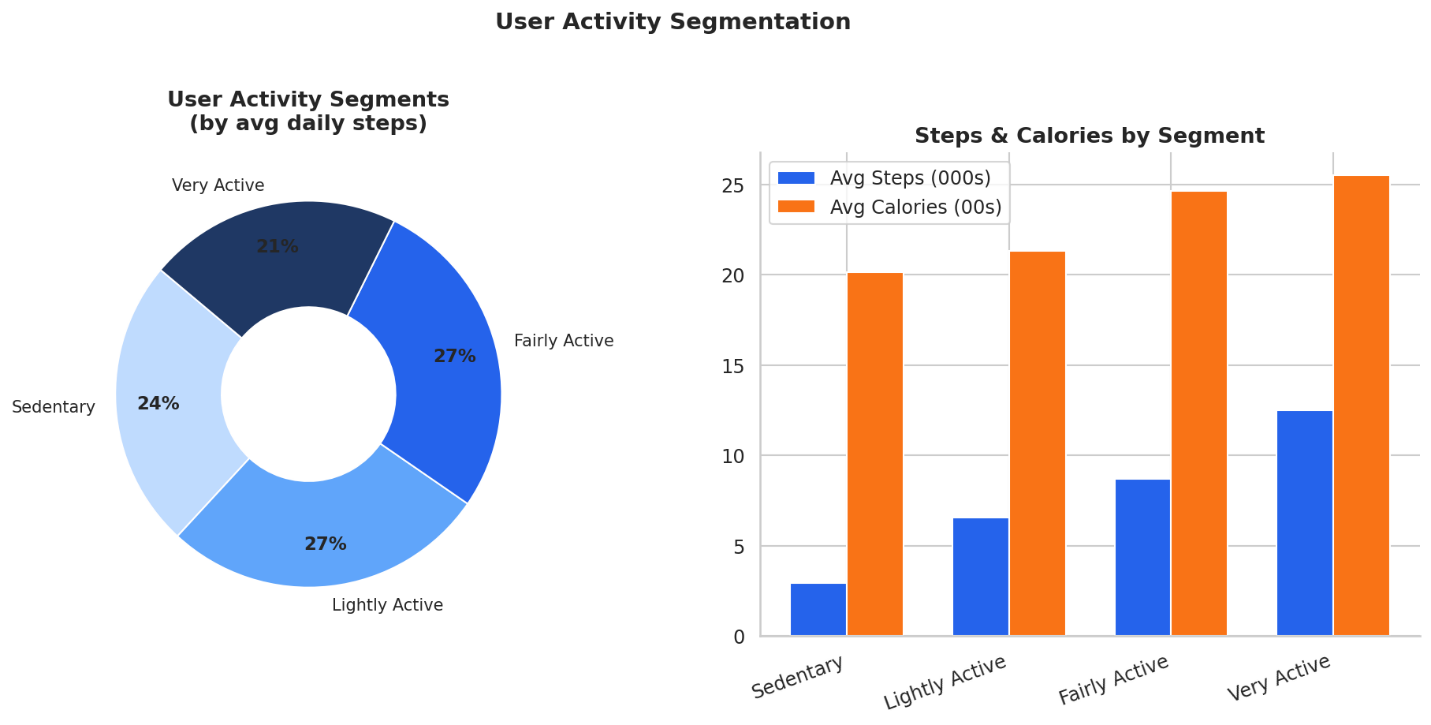 User Activity Segmentation
User Activity Segments
(by avg daily steps)
Very Active
21%
Fairly Active
27%
Sedentary
24%
27%
Lightly Active
Steps & Calories by Segment
Avg Steps (000s)
Avg Calories (00s)
25
20
15
10
5
0
Sedentary
Lightly Active
Fairly Active
Very Active